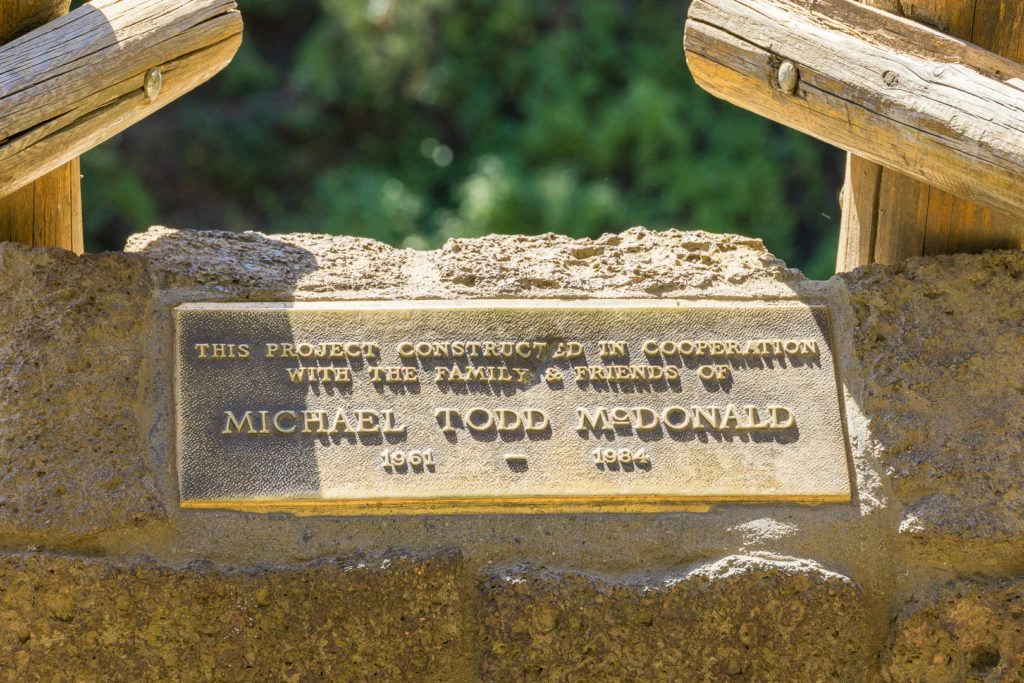 THIS PROJECT CONSTRUCTED IN COOPERATION
WITH THE FAMILY & FRIENDS OF
MICHAEL TODD McDONALD
1961 – 1984